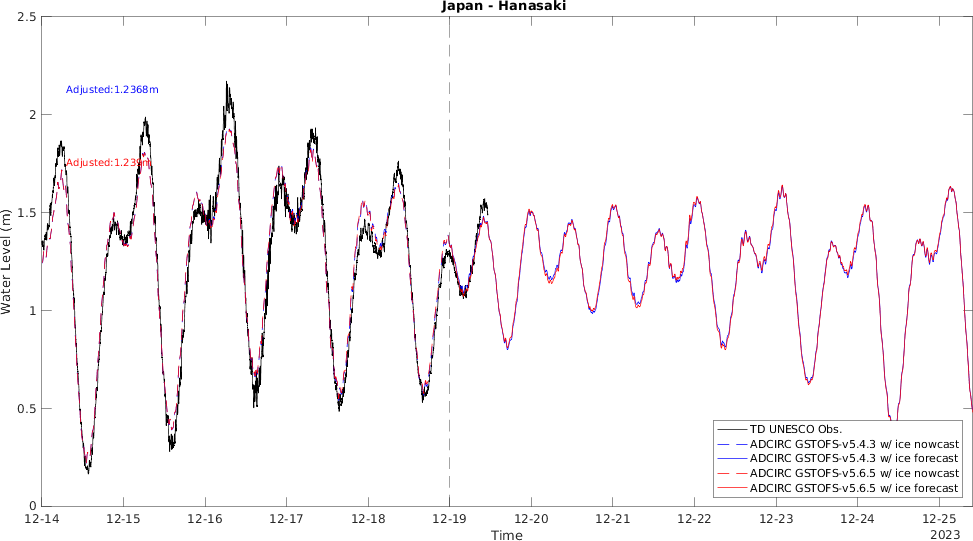 Japan - Hanasaki
2.5
2
1.5
1
0.5
0
Water Level (m)
Adjusted:1.2368m
Adjusted:1.239m
TD UNESCO Obs.
ADCIRC GSTOFS-v5.4.3 w/ ice nowcast
ADCIRC GSTOFS-v5.4.3 w/ ice forecast
ADCIRC GSTOFS-v5.6.5 w/ ice nowcast
ADCIRC GSTOFS-v5.6.5 w/ ice forecast
12-14 12-15 12-16 12-17 12-18 12-19 12-20 12-21 12-22 12-23 12-24 12-25
Time
2023